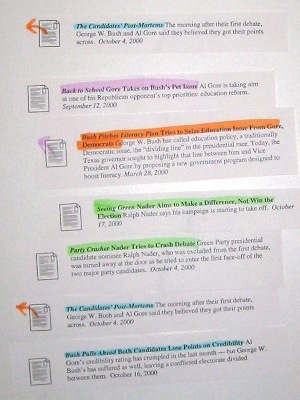 The Candidates' Post-Mortems The morning after their first debate,
George W. Bush and Al Gore said they believed they got their points
across. October 4, 2000
Back to School Gore Takes on Bush's Pet Issue Al Gore is taking aim
at one of his Republican opponent's top priorities: education reform.
September 12, 2000
Bush Pitches Literacy Plan Tries to Seize Education Issue From Gore,
Democrats George W. Bush has called education policy, a traditionally
Democratic issue, the "dividing line" in the presidential race. Today, the
Texas governor sought to highlight that line between him and Vice
President Al Gore by proposing a new government program designed to
boost literacy. March 28, 2000
Seeing Green Nader Aims to Make a Difference, Not Win the
Election Ralph Nader says his campaign is starting to take off. October
17, 2000
Party Crasher Nader Tries to Crash Debate Green Party presidential
candidate nominee Ralph Nader, who was excluded from the first debate,
was turned away at the door as he tried to enter the first face-off of the
two major party candidates. October 4, 2000
The Candidates' Post-Mortems The morning after their first debate,
George W. Bush and Al Gore said they believed they got their points
across. October 4, 2000
Bush Pulls Ahead Both Candidates Lose Points on Credibility Al
Gore's credibility rating has crumpled in the last month — but George W.
Bush's has suffered as well, leaving a conflicted electorate divided
between them. October 16, 2000